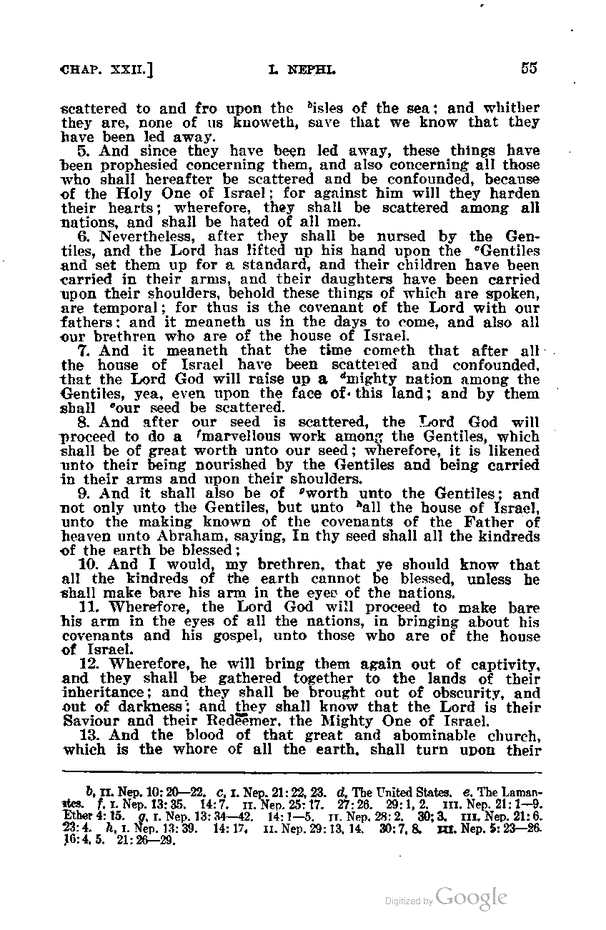 CHAP. XXII.] I. NEPHI. 55
scattered to and fro upon the ᵇisles of the sea; and whither
they are, none of us knoweth, save that we know that they
have been led away.
5. And since they have been led away, these things have
been prophesied concerning them, and also concerning all those
who shall hereafter be scattered and be confounded, because
of the Holy One of Israel; for against him will they harden
their hearts; wherefore, they shall be scattered among all
nations, and shall be hated of all men.
6. Nevertheless, after they shall be nursed by the Gen-
tiles, and the Lord has lifted up his hand upon the ᶜGentiles
and set them up for a standard, and their children have been
carried in their arms, and their daughters have been carried
upon their shoulders, behold these things of which are spoken,
are temporal; for thus is the covenant of the Lord with our
fathers; and it meaneth us in the days to come, and also all
our brethren who are of the house of Israel.
7. And it meaneth that the time cometh that after all
the house of Israel have been scattered and confounded,
that the Lord God will raise up a ᵈmighty nation among the
Gentiles, yea, even upon the face of this land; and by them
shall ᵉour seed be scattered.
8. And after our seed is scattered, the Lord God will
proceed to do a ᶠmarvellous work among the Gentiles, which
shall be of great worth unto our seed; wherefore, it is likened
unto their being nourished by the Gentiles and being carried
in their arms and upon their shoulders.
9. And it shall also be of ᵍworth unto the Gentiles; and
not only unto the Gentiles, but unto ʰall the house of Israel,
unto the making known of the covenants of the Father of
heaven unto Abraham, saying, In thy seed shall all the kindreds
of the earth be blessed;
10. And I would, my brethren, that ye should know that
all the kindreds of the earth cannot be blessed, unless he
shall make bare his arm in the eyes of the nations.
11. Wherefore, the Lord God will proceed to make bare
his arm in the eyes of all the nations, in bringing about his
covenants and his gospel, unto those who are of the house
of Israel.
12. Wherefore, he will bring them again out of captivity,
and they shall be gathered together to the lands of their
inheritance; and they shall be brought out of obscurity, and
out of darkness; and they shall know that the Lord is their
Saviour and their Redeemer, the Mighty One of Israel.
13. And the blood of that great and abominable church,
which is the whore of all the earth, shall turn upon their
b, II. Nep. 10: 20—22. c, I. Nep. 21: 22, 23. d, The United States. e. The Laman-
ites. f. I. Nep. 13: 35. 14: 7. II. Nep. 25: 17. 27: 26. 29: 1, 2. III. Nep. 21: 1—9.
Ether 4: 15. g, I. Nep. 13: 34—42. 14: 1—5. II. Nep. 28: 2. 30: 3. III. Nep. 21: 6.
23: 4. h, I. Nep. 13: 39. 14: 17. II. Nep. 29: 13, 14. 30: 7, 8. III. Nep. 5: 23—26.
16: 4, 5. 21: 26—29.
Digitized by Google